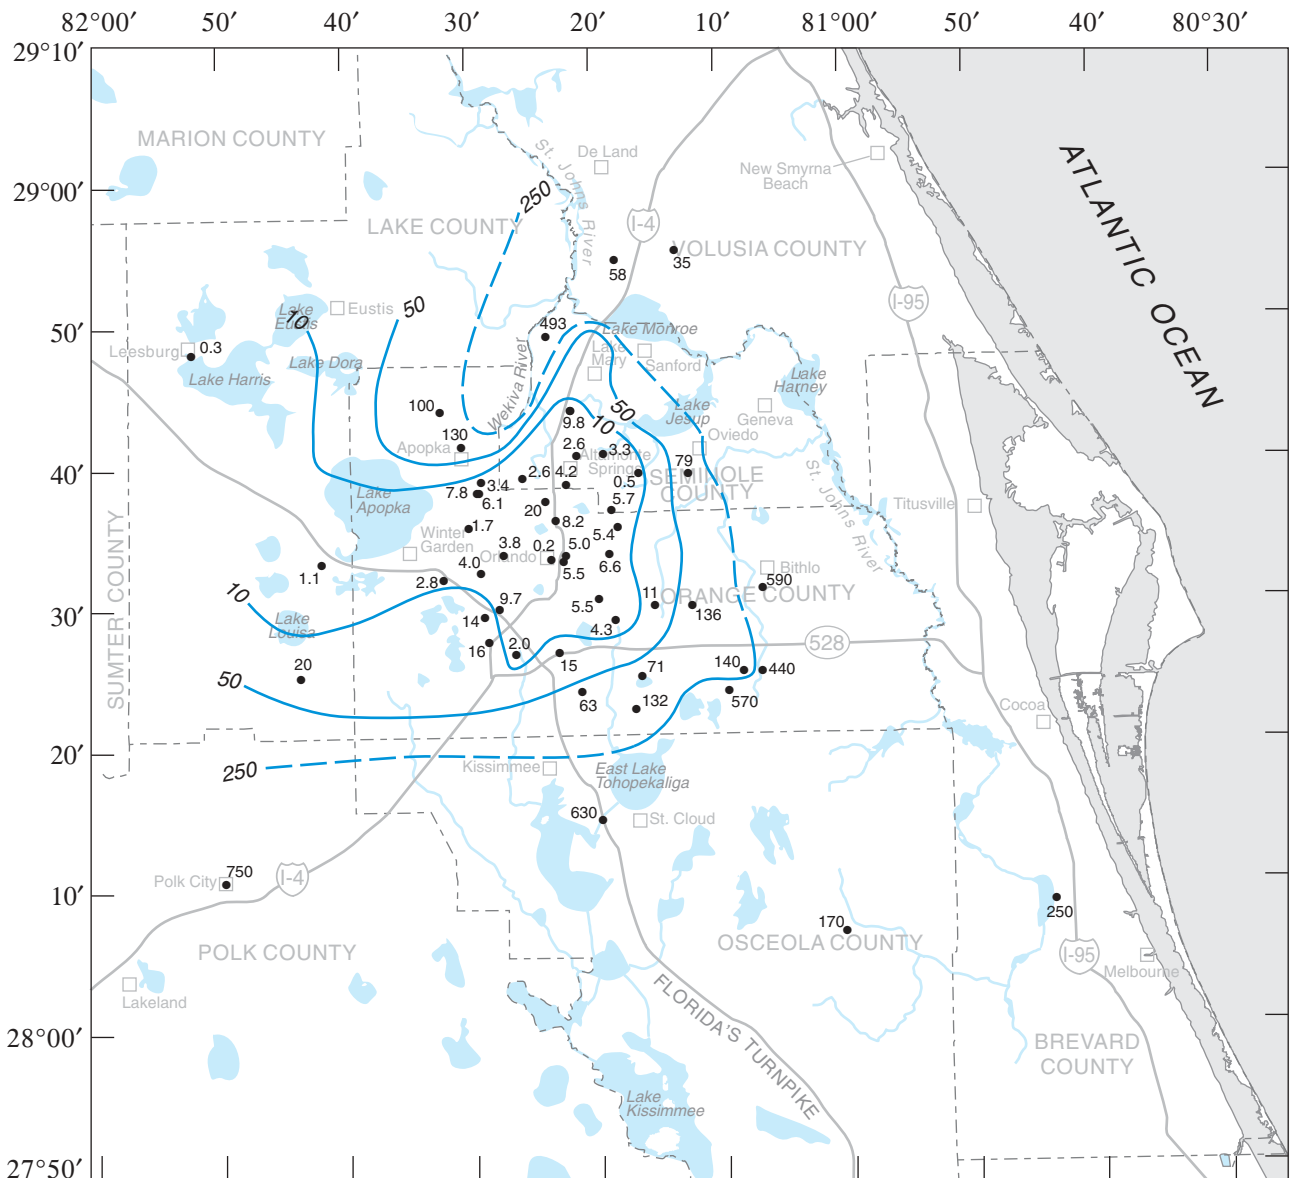 82°00′ 50′ 40′ 30′ 20′ 10′ 81°00′ 50′ 40′ 80°30′
29°10′
29°00′
50′
40′
30′
20′
10′
28°00′
27°50′
MARION COUNTY
De Land
New Smyrna
Beach
ATLANTIC OCEAN
St. Johns
River
250
LAKE COUNTY
I-4
VOLUSIA COUNTY
58
35
I-95
Lake
Eustis
Eustis
10
50
493
Lake Monroe
Leesburg
0.3
Lake Dora
Lake Harris
Wekiva River
Lake
Mary
Sanford
Lake
Harney
100
130
Apopka
9.8
50
10
Lake
Jesup
Geneva
Oviedo
2.6
3.3
Altamonte
Springs
79
SEMINOLE
COUNTY
St. Johns River
Titusville
2.6
4.2
0.5
3.4
7.8
6.1
Lake
Apopka
20
5.7
8.2
5.4
1.7
Winter
Garden
3.8
0.2
5.0
Orlando
5.5
6.6
Bithlo
590
4.0
2.8
1.1
SUMTER COUNTY
10
9.7
14
5.5
4.3
11
136
ORANGE COUNTY
Lake
Louisa
16
2.0
15
528
20
50
71
140
440
63
132
570
Cocoa
250
Kissimmee
East Lake
Tohopekaliga
630
St. Cloud
Polk City
750
I-4
170
OSCEOLA COUNTY
250
POLK COUNTY
I-95
Melbourne
Lakeland
FLORIDA'S TURNPIKE
BREVARD
COUNTY
Lake
Kissimmee